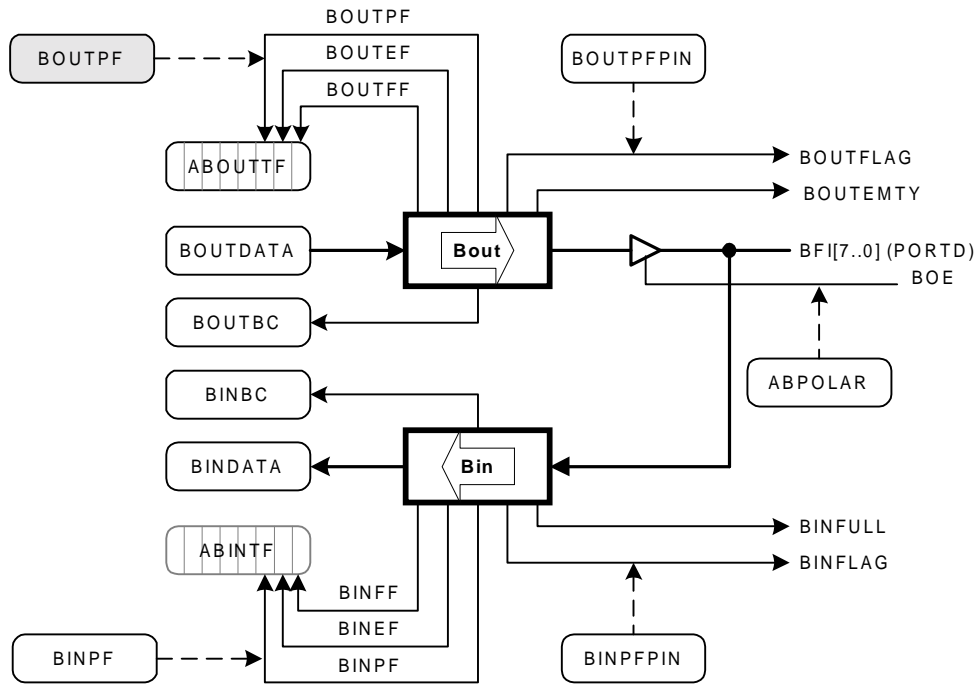 BOUTPF
BOUTPF
BOUTEF
BOUTFF
BOUTPFPIN
ABOUTTF
BOUTFLAG
BOUTEMTY
BOUTDATA
Bout
BFI[7..0] (PORTD)
BOE
BOUTBC
ABPOLAR
BINBC
BINDATA
Bin
BINFULL
ABINTF
BINFLAG
BINFF
BINEF
BINPF
BINPF
BINPFPIN